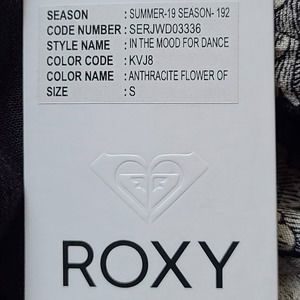 SEASON : SUMMER-19 SEASON- 192
CODE NUMBER : SERJWD03336
STYLE NAME : IN THE MOOD FOR DANCE
COLOR CODE : KVJ8
COLOR NAME : ANTHRACITE FLOWER OF
SIZE : S
ROXY